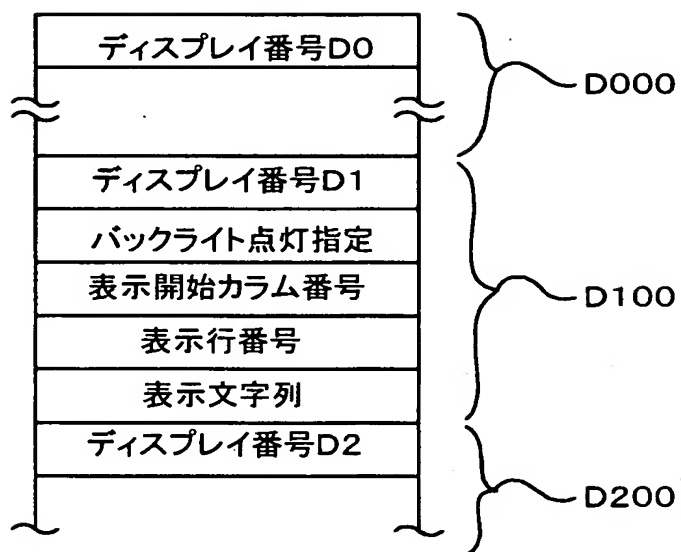 ディスプレイ番号D0
D000
ディスプレイ番号D1
バックライト点灯指定
表示開始カラム番号
D100
表示行番号
表示文字列
ディスプレイ番号D2
D200